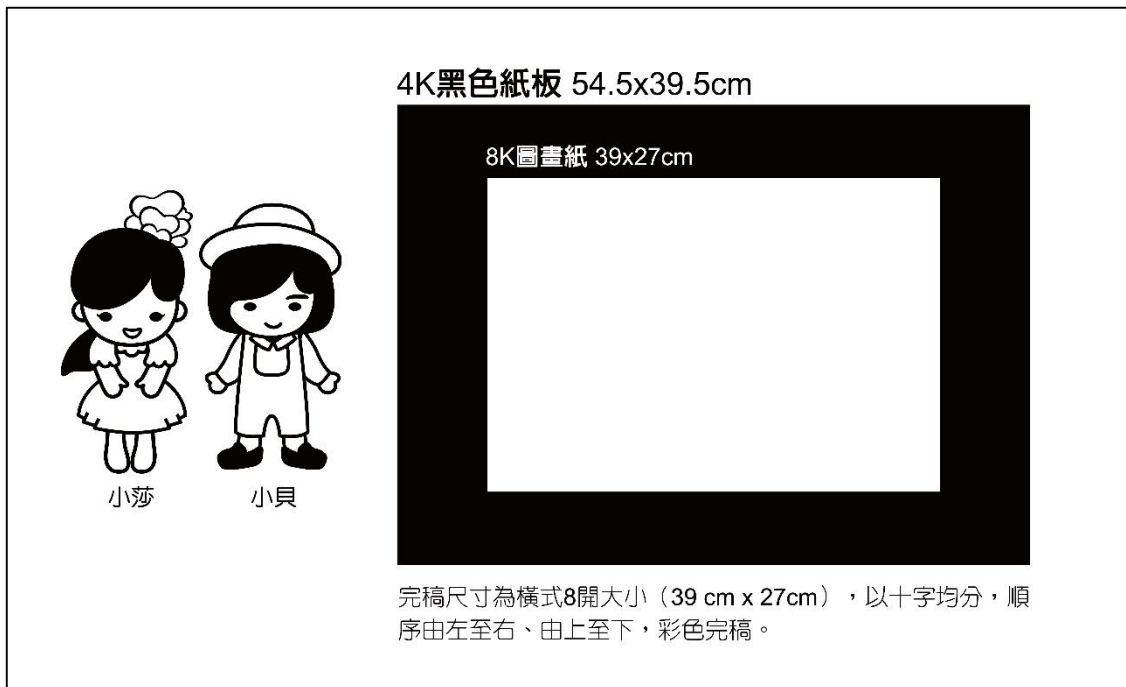 4K黑色紙板 54.5x39.5cm
8K圖畫紙 39x27cm
小莎
小貝
完稿尺寸為橫式8開大小（39 cm x 27cm），以十字均分，順
序由左至右、由上至下，彩色完稿。